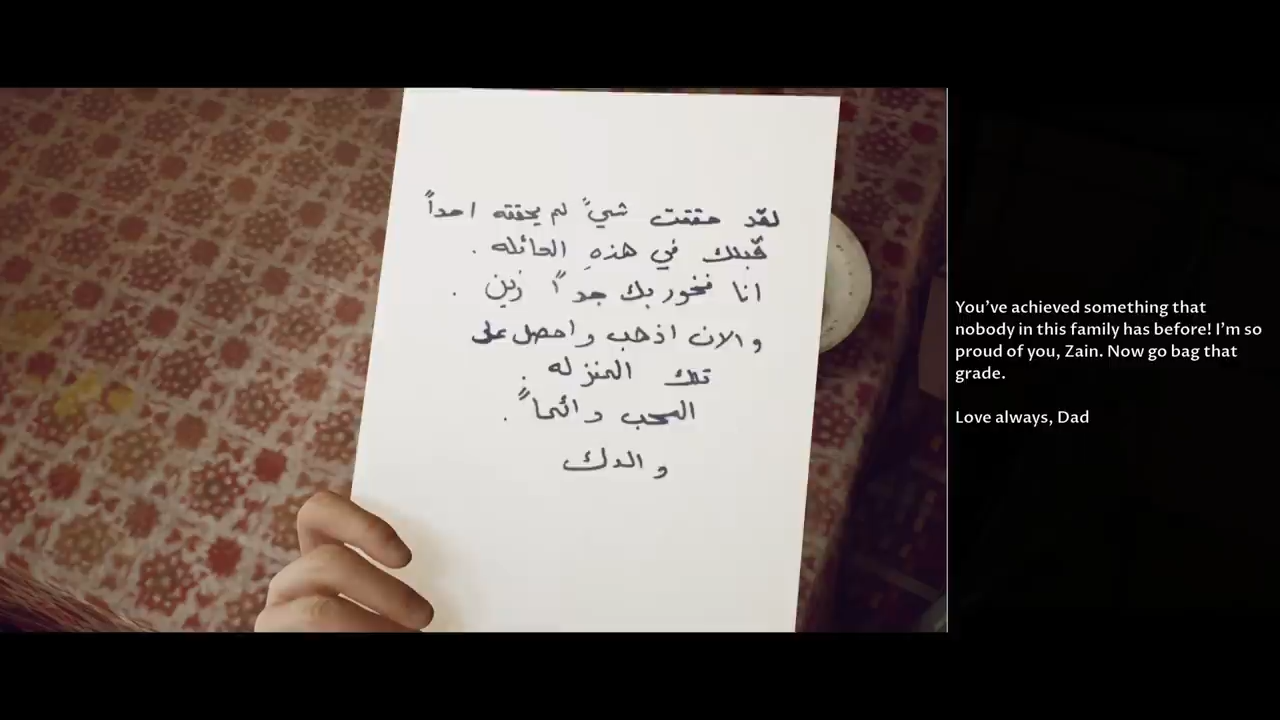 لقد حققت شيءً لم يحققه احداً
قبلك في هذهِ العائله .
انا فخور بك جداً زين .
والان اذهب واحصل على
تلك المنزله .
المحب دائماً .
والدك
You've achieved something that
nobody in this family has before! I'm so
proud of you, Zain. Now go bag that
grade.
Love always, Dad